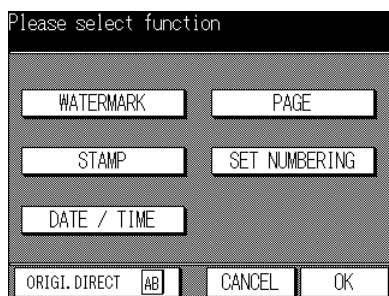 Please select function
WATERMARK
PAGE
STAMP
SET NUMBERING
DATE / TIME
ORIGI.DIRECT AB
CANCEL
OK